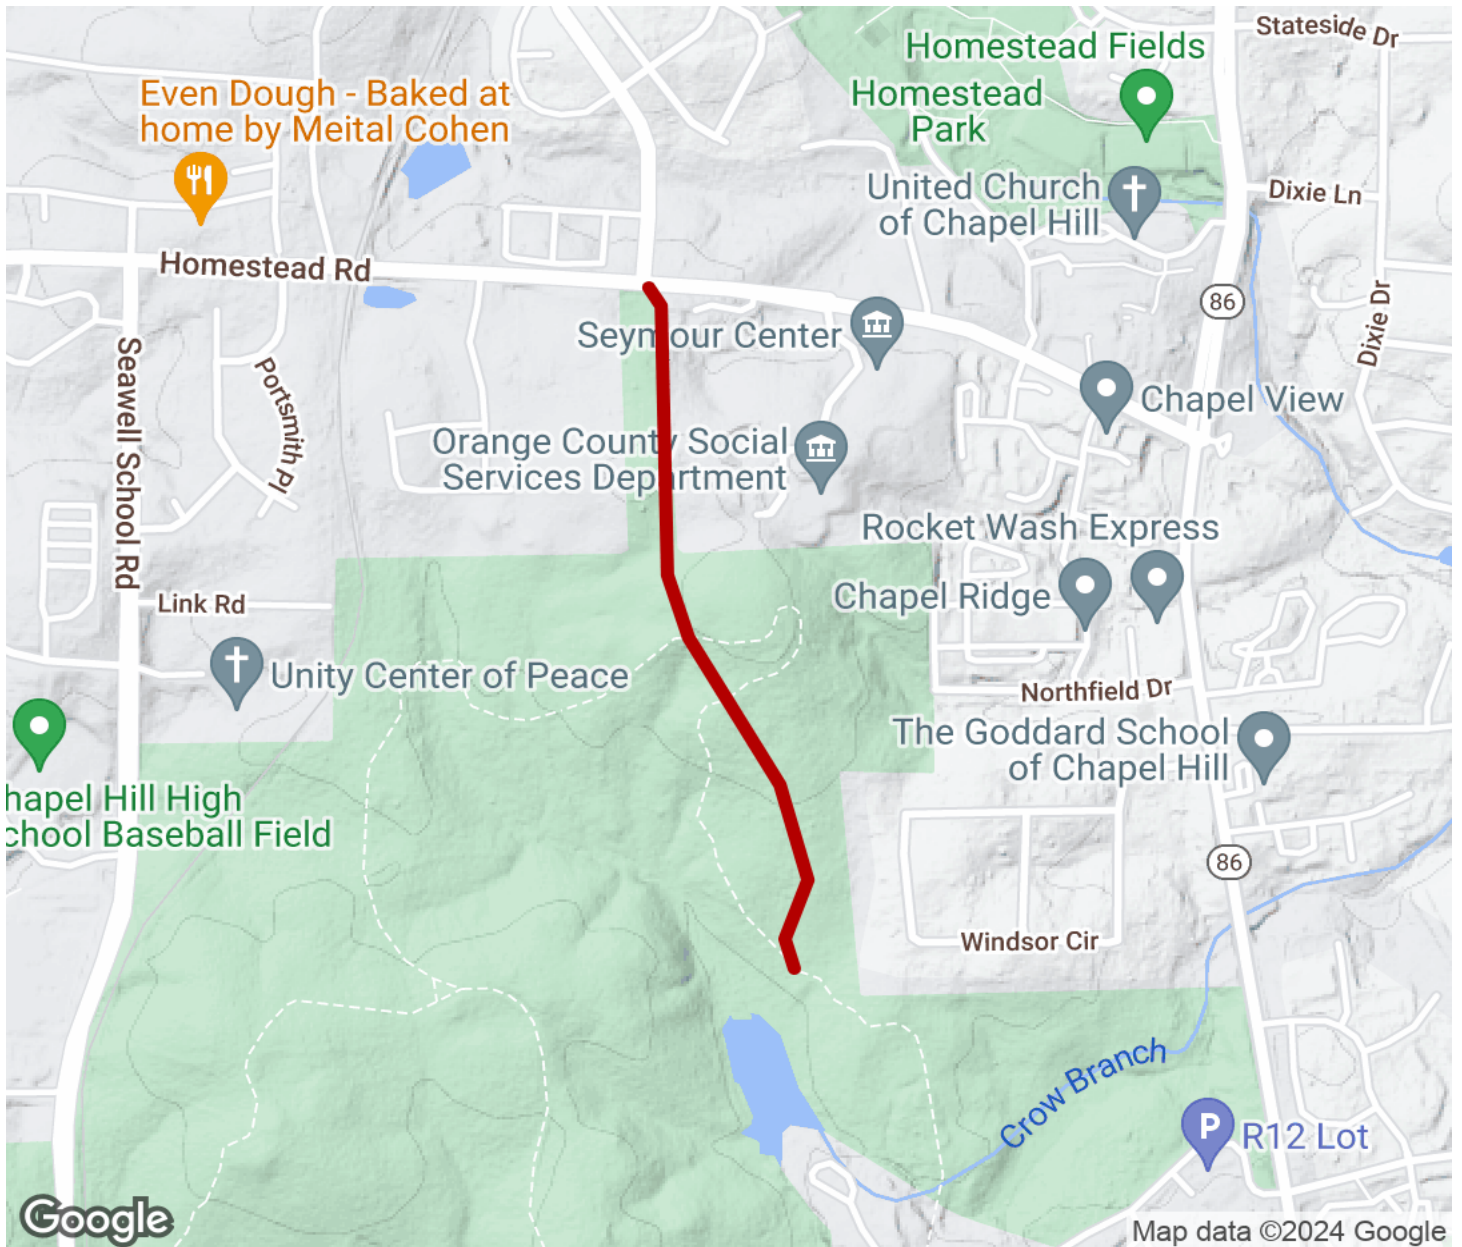 Stateside Dr
Homestead Fields
Even Dough - Baked at
home by Meital Cohen
Homestead
Park
United Church
of Chapel Hill
Dixie Ln
Homestead Rd
86
Dixie Dr
Seymour Center
Seawell School Rd
Portsmith Pl
Chapel View
Orange County Social
Services Department
Rocket Wash Express
Chapel Ridge
Link Rd
Unity Center of Peace
Northfield Dr
The Goddard School
of Chapel Hill
hapel Hill High
chool Baseball Field
86
Windsor Cir
Crow Branch
P
R12 Lot
Google
Map data ©2024 Google